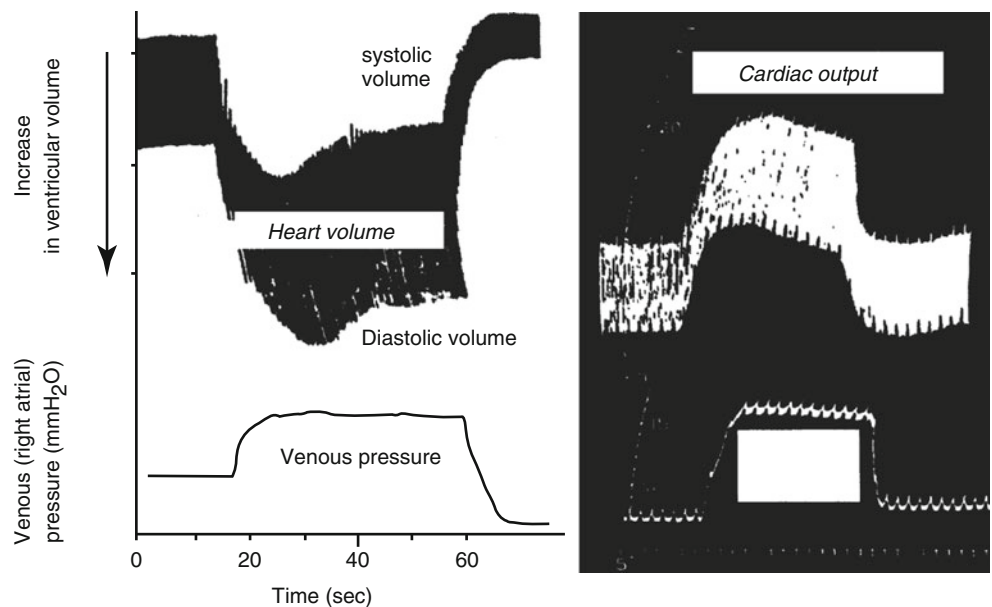 Increase
in ventricular volume
systolic
volume
Heart volume
Diastolic volume
Venous (right atrial)
pressure (mmH2O)
Venous pressure
0
20
40
60
Time (sec)
Cardiac output